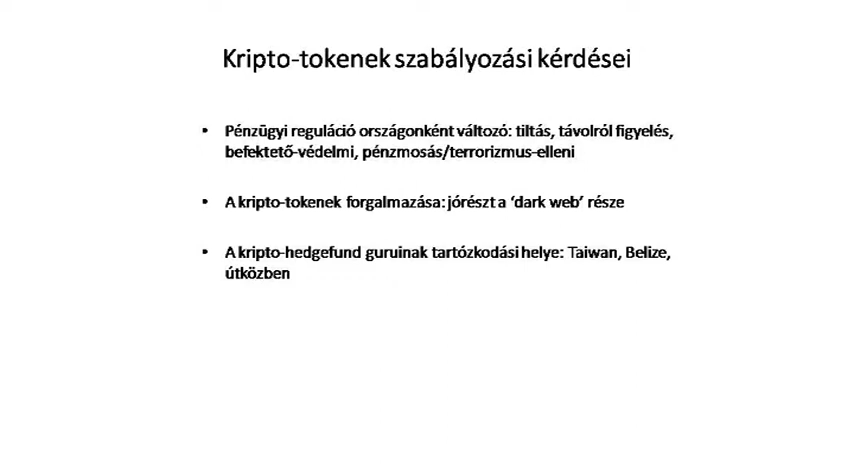 Kripto-tokenek szabályozási kérdései
• Pénzügyi reguláció országonként változó: tiltás, távolról figyelés,
befektető-védelmi, pénzmosás/terrorizmus-elleni
• A kripto-tokenek forgalmazása: jórészt a ‘dark web’ része
• A kripto-hedgefund guruinak tartózkodási helye: Taiwan, Belize,
útközben